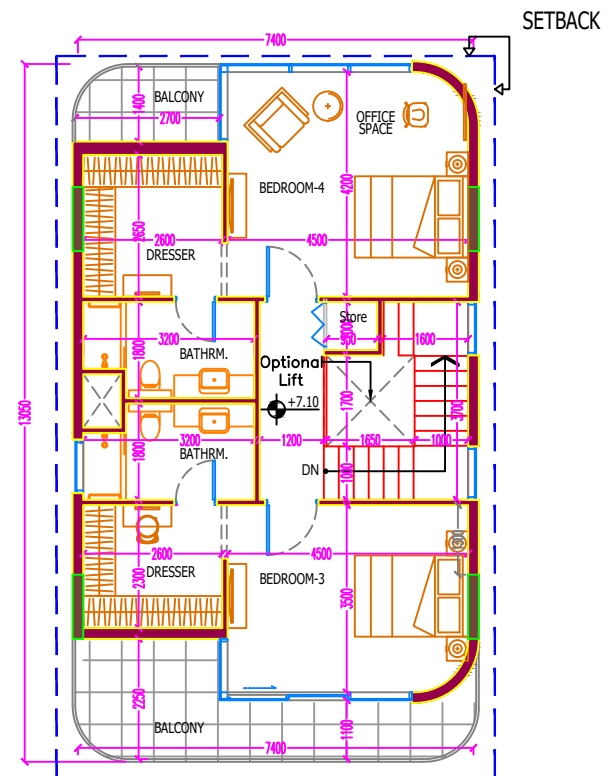 SETBACK
7400
BALCONY
1400
2700
OFFICE
SPACE
BEDROOM-4
4200
2650
2600
4500
DRESSER
Store
950
1600
3200
1800
BATHRM.
Optional
Lift
+7.10
1700
3700
13050
3200
1200
1650
1000
1800
BATHRM.
DN
1000
2600
4500
DRESSER
BEDROOM-3
2300
3500
2250
BALCONY
1100
7400